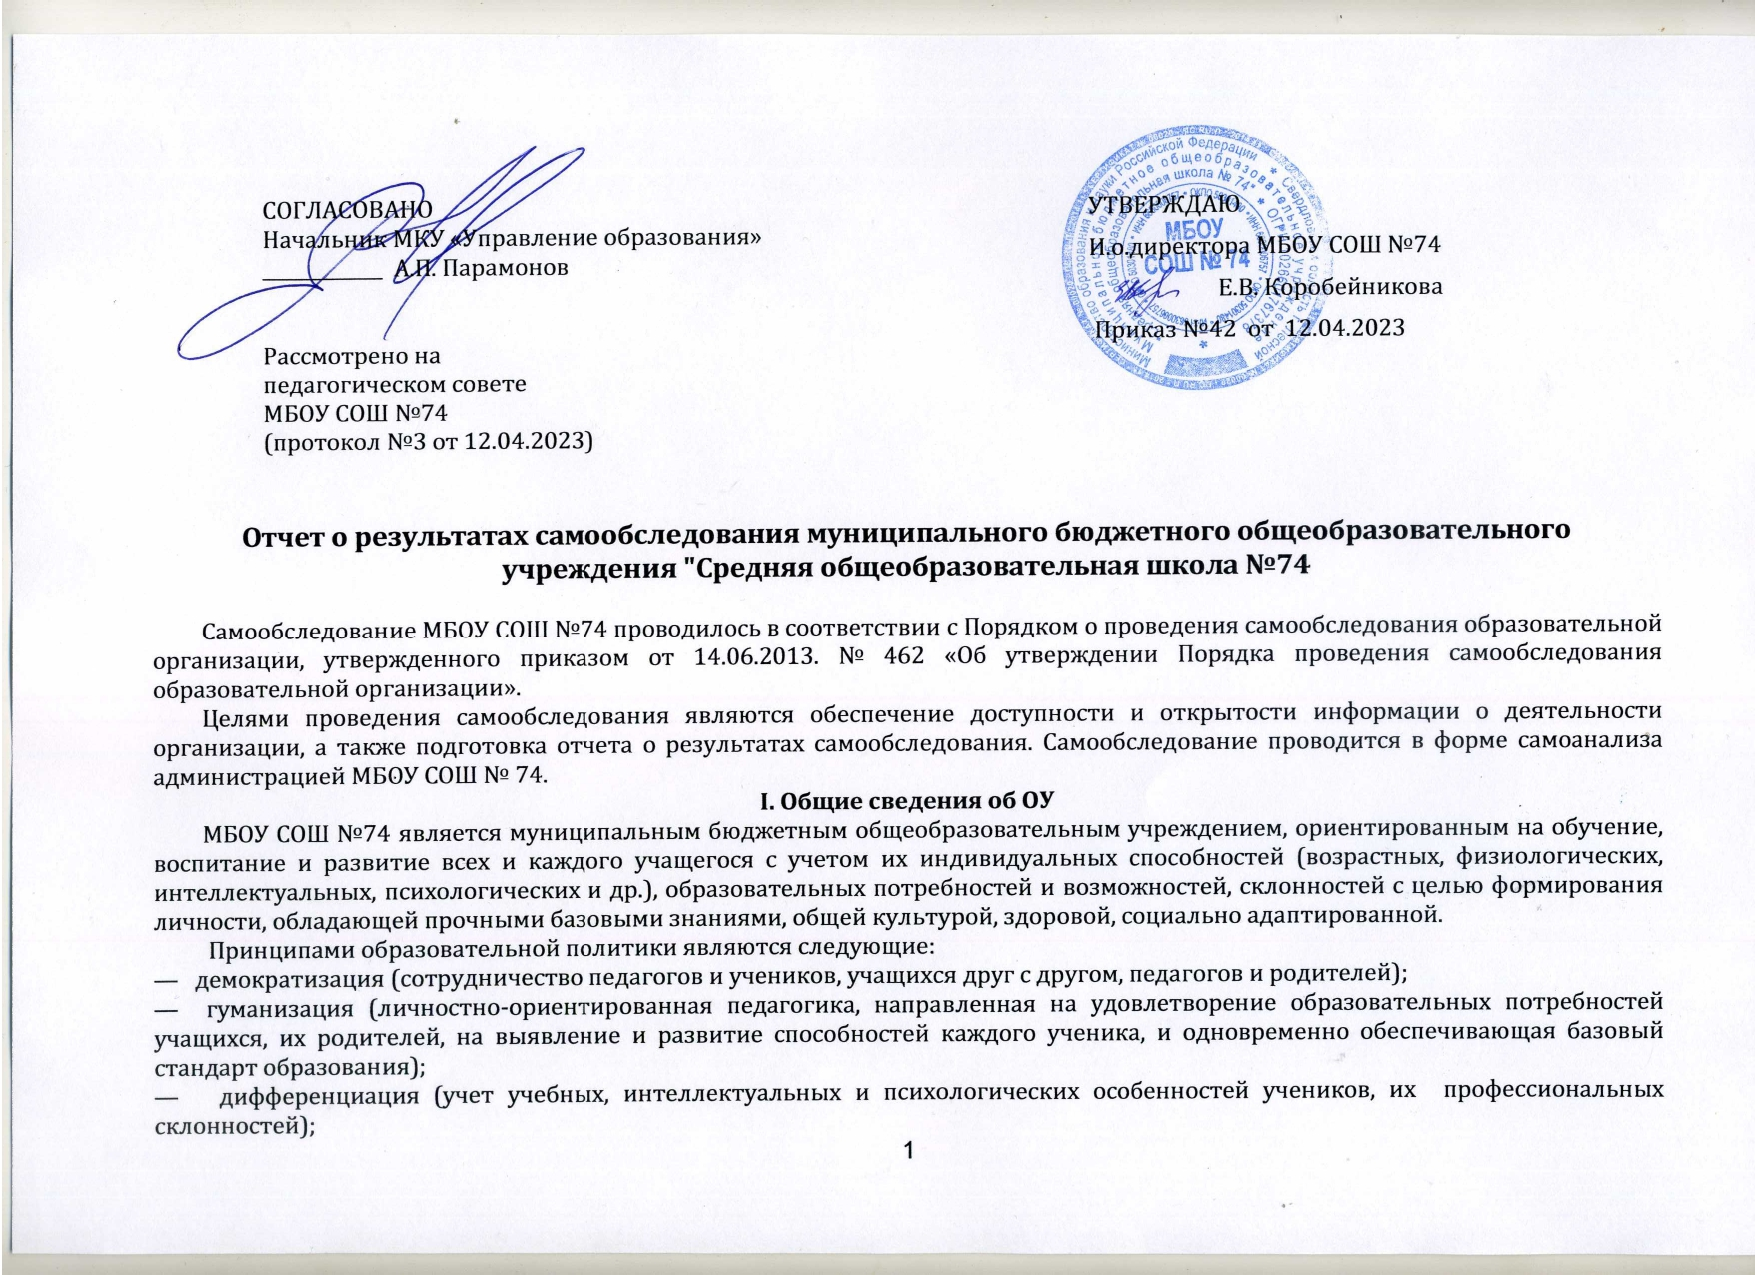 СОГЛАСОВАНО
Начальник МКУ «Управление образования»
__________ А.П. Парамонов
Рассмотрено на
педагогическом совете
МБОУ СОШ №74
(протокол №3 от 12.04.2023)
УТВЕРЖДАЮ
И.о.директора МБОУ СОШ №74
Е.В. Коробейникова
Приказ №42 от 12.04.2023
МБОУ
СОШ № 74
Отчет о результатах самообследования муниципального бюджетного общеобразовательного
учреждения "Средняя общеобразовательная школа №74
Самообследование МБОУ СОШ №74 проводилось в соответствии с Порядком о проведения самообследования образовательной
организации, утвержденного приказом от 14.06.2013. № 462 «Об утверждении Порядка проведения самообследования
образовательной организации».
Целями проведения самообследования являются обеспечение доступности и открытости информации о деятельности
организации, а также подготовка отчета о результатах самообследования. Самообследование проводится в форме самоанализа
администрацией МБОУ СОШ № 74.
I. Общие сведения об ОУ
МБОУ СОШ №74 является муниципальным бюджетным общеобразовательным учреждением, ориентированным на обучение,
воспитание и развитие всех и каждого учащегося с учетом их индивидуальных способностей (возрастных, физиологических,
интеллектуальных, психологических и др.), образовательных потребностей и возможностей, склонностей с целью формирования
личности, обладающей прочными базовыми знаниями, общей культурой, здоровой, социально адаптированной.
Принципами образовательной политики являются следующие:
— демократизация (сотрудничество педагогов и учеников, учащихся друг с другом, педагогов и родителей);
— гуманизация (личностно-ориентированная педагогика, направленная на удовлетворение образовательных потребностей
учащихся, их родителей, на выявление и развитие способностей каждого ученика, и одновременно обеспечивающая базовый
стандарт образования);
— дифференциация (учет учебных, интеллектуальных и психологических особенностей учеников, их профессиональных
склонностей);
1